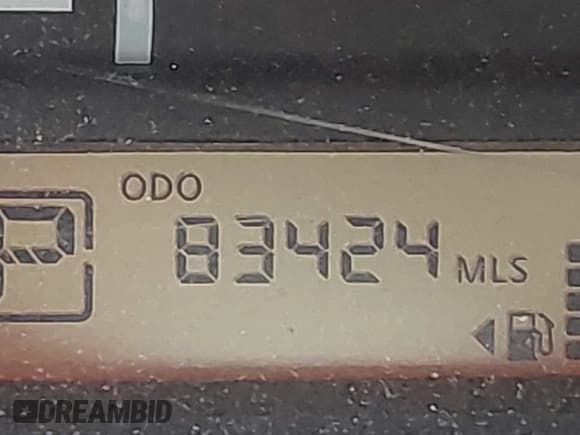 ODO
P 83424 MLS
DREAMBID